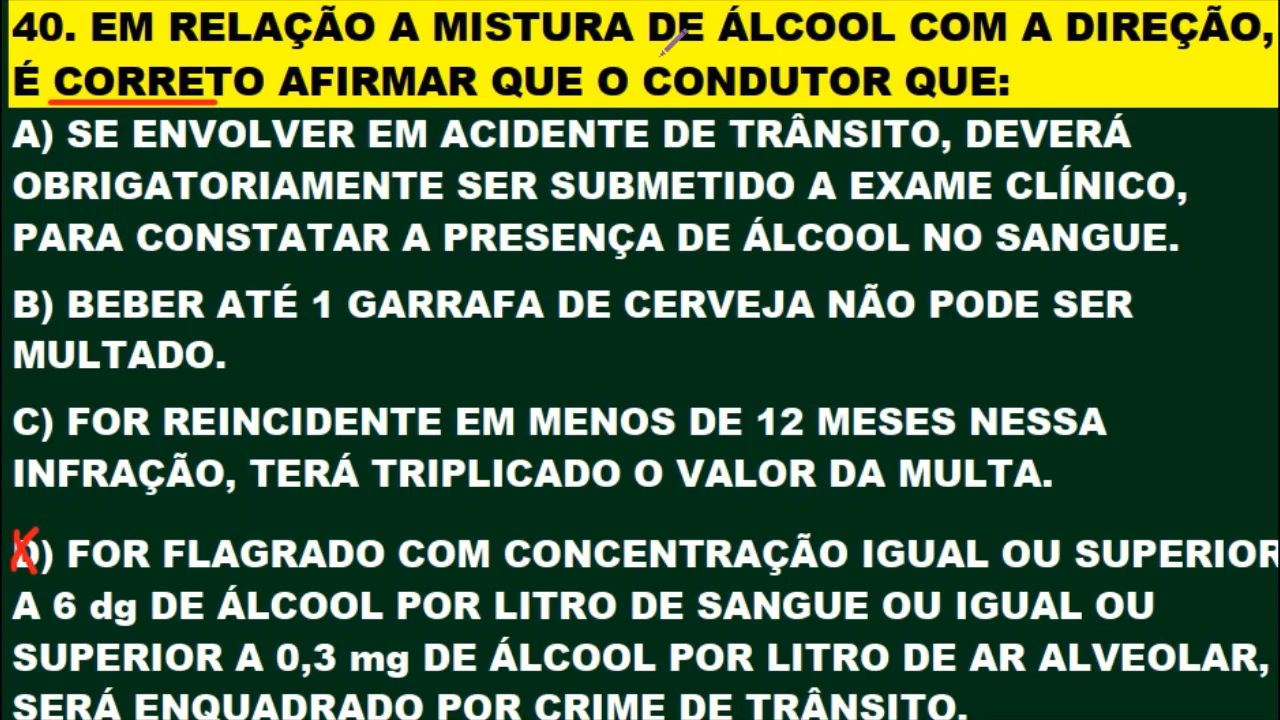 40. EM RELAÇÃO A MISTURA DE ÁLCOOL COM A DIREÇÃO,
É CORRETO AFIRMAR QUE O CONDUTOR QUE:
A) SE ENVOLVER EM ACIDENTE DE TRÂNSITO, DEVERÁ
OBRIGATORIAMENTE SER SUBMETIDO A EXAME CLÍNICO,
PARA CONSTATAR A PRESENÇA DE ÁLCOOL NO SANGUE.
B) BEBER ATÉ 1 GARRAFA DE CERVEJA NÃO PODE SER
MULTADO.
C) FOR REINCIDENTE EM MENOS DE 12 MESES NESSA
INFRAÇÃO, TERÁ TRIPLICADO O VALOR DA MULTA.
D) FOR FLAGRADO COM CONCENTRAÇÃO IGUAL OU SUPERIOR
A 6 dg DE ÁLCOOL POR LITRO DE SANGUE OU IGUAL OU
SUPERIOR A 0,3 mg DE ÁLCOOL POR LITRO DE AR ALVEOLAR,
SERÁ ENQUADRADO POR CRIME DE TRÂNSITO.